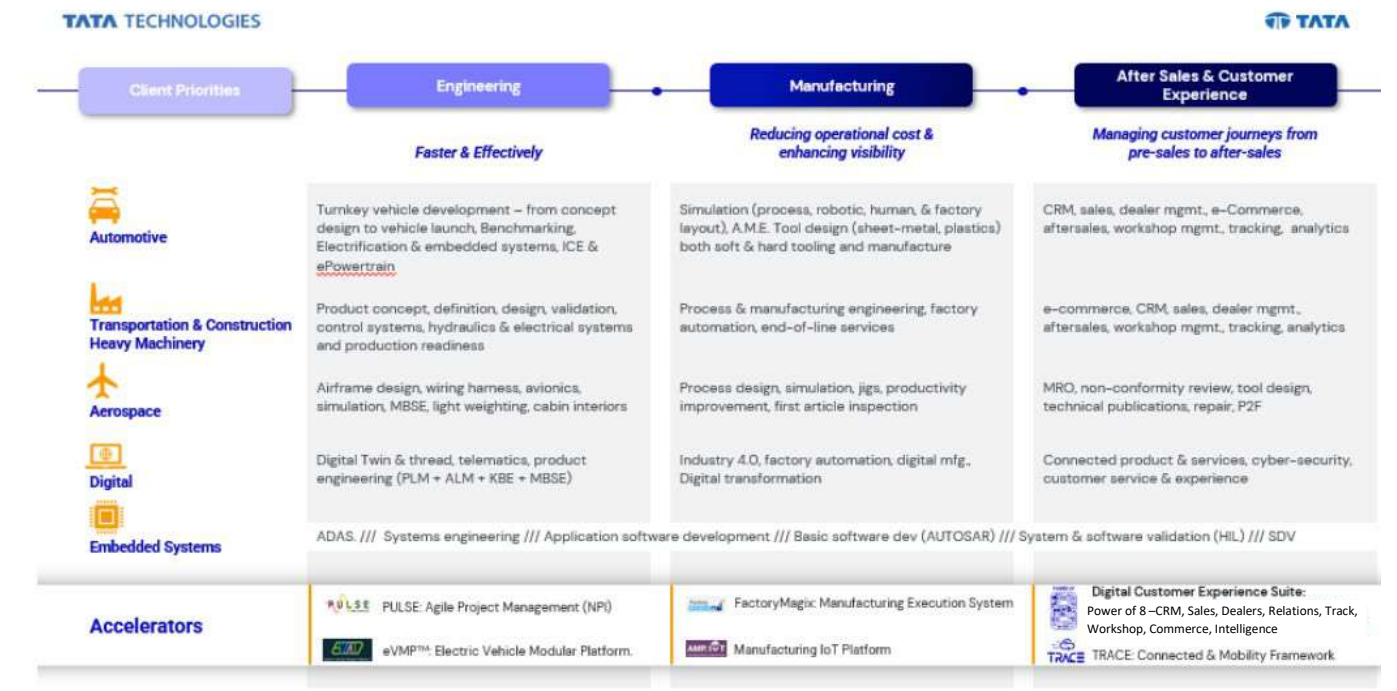 TATA TECHNOLOGIES
TATA
Client Priorities
Engineering
Manufacturing
After Sales & Customer
Experience
Faster & Effectively
Reducing operational cost &
enhancing visibility
Managing customer journeys from
pre-sales to after-sales
Automotive
Turnkey vehicle development – from concept
design to vehicle launch, Benchmarking,
Electrification & embedded systems, ICE &
ePowertrain
Simulation (process, robotic, human, & factory
layout), A.M.E. Tool design (sheet-metal, plastics)
both soft & hard tooling and manufacture
CRM, sales, dealer mgmt., e-Commerce,
aftersales, workshop mgmt., tracking, analytics
Transportation & Construction
Heavy Machinery
Product concept, definition, design, validation,
control systems, hydraulics & electrical systems
and production readiness
Process & manufacturing engineering, factory
automation, end-of-line services
e-commerce, CRM, sales, dealer mgmt.,
aftersales, workshop mgmt., tracking, analytics
Aerospace
Airframe design, wiring harness, avionics,
simulation, MBSE, light weighting, cabin interiors
Process design, simulation, jigs, productivity
improvement, first article inspection
MRO, non-conformity review, tool design,
technical publications, repair, P2F
Digital
Digital Twin & thread, telematics, product
engineering (PLM + ALM + KBE + MBSE)
Industry 4.0, factory automation, digital mfg.,
Digital transformation
Connected product & services, cyber-security,
customer service & experience
Embedded Systems
ADAS. /// Systems engineering /// Application software development /// Basic software dev (AUTOSAR) /// System & software validation (HIL) /// SDV
Accelerators
PULSE
PULSE: Agile Project Management (NPI)
eVMP™: Electric Vehicle Modular Platform.
FactoryMagix: Manufacturing Execution System
AMP.IOT
Manufacturing IoT Platform
Digital Customer Experience Suite:
Power of 8 –CRM, Sales, Dealers, Relations, Track,
Workshop, Commerce, Intelligence
TRACE
TRACE: Connected & Mobility Framework